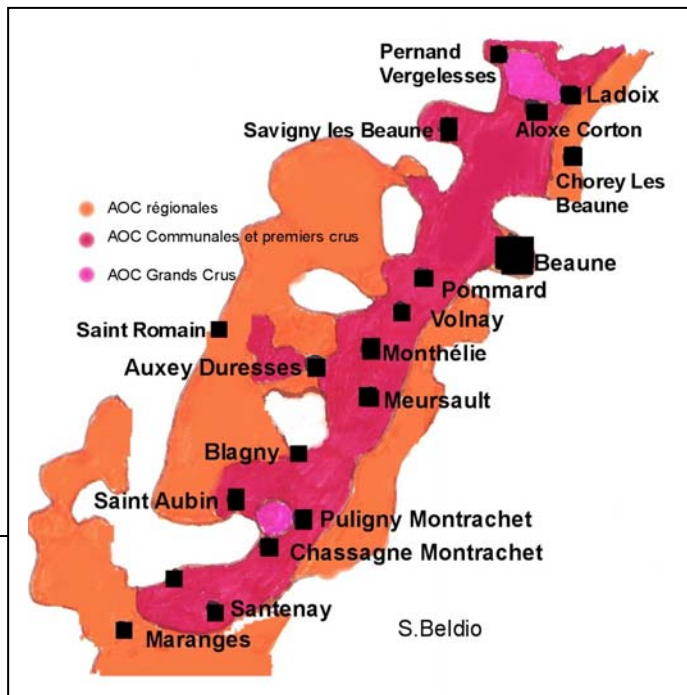 Pernand
Vergelesses
Ladoix
Aloxe Corton
Savigny les Beaune
Chorey Les
Beaune
AOC régionales
AOC Communales et premiers crus
AOC Grands Crus
Beaune
Pommard
Volnay
Saint Romain
Monthélie
Auxey Duresses
Meursault
Blagny
Saint Aubin
Puligny Montrachet
Chassagne Montrachet
Santenay
Maranges
S.Beldio